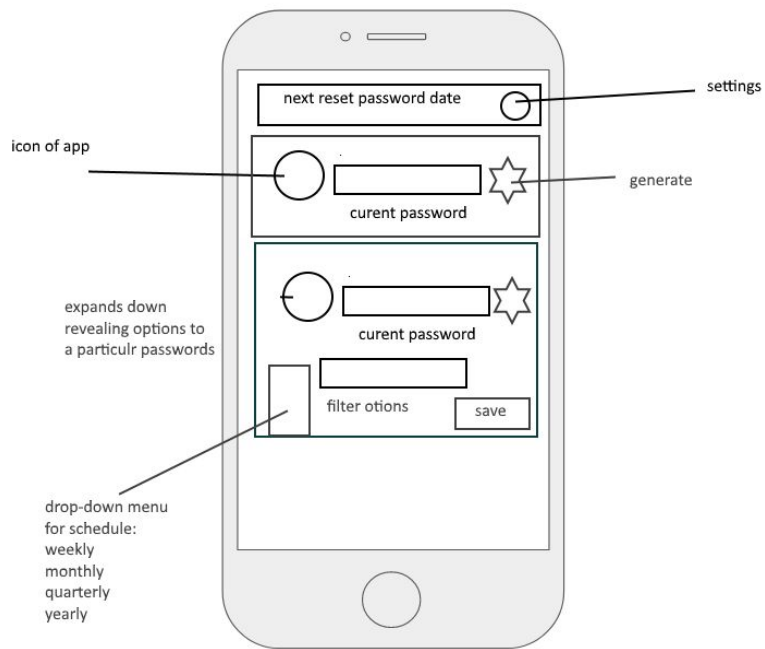 next reset password date
settings
icon of app
generate
curent password
expands down
revealing options to
a particulr passwords
curent password
filter otions
save
drop-down menu
for schedule:
weekly
monthly
quarterly
yearly